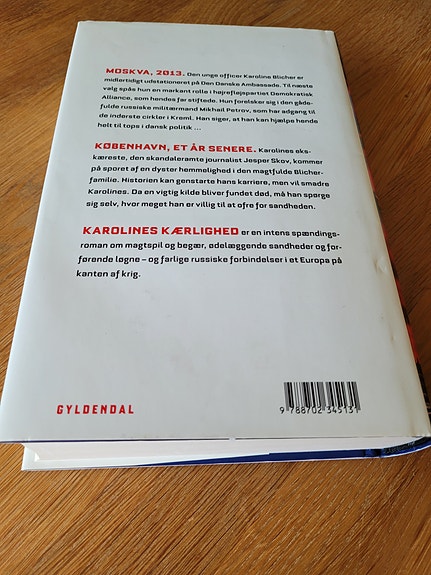 MOSKVA, 2013. Den unge officer Karoline Blicher er
midlertidigt udstationeret på Den Danske Ambassade. Til næste
valg spås hun en markant rolle i højrefløjspartiet Demokratisk
Alliance, som hendes far stiftede. Hun forelsker sig i den gåde-
fulde russiske militærmand Mikhail Petrov, som har adgang til
de inderste cirkler i Kreml. Han siger, at han kan hjælpe hende
helt til tops i dansk politik ...
KØBENHAVN, ET ÅR SENERE. Karolines eks-
kæreste, den skandaleramte journalist Jesper Skov, kommer
på sporet af en dyster hemmelighed i den magtfulde Blicher-
familie. Historien kan genstarte hans karriere, men vil smadre
Karolines. Da en vigtig kilde bliver fundet død, må han spørge
sig selv, hvor meget han er villig til at ofre for sandheden.
KAROLINES KÆRLIGHED er en intens spændings-
roman om magtspil og begær, ødelæggende sandheder og for-
førende løgne – og farlige russiske forbindelser i et Europa på
kanten af krig.
GYLDENDAL
9 788702 345131